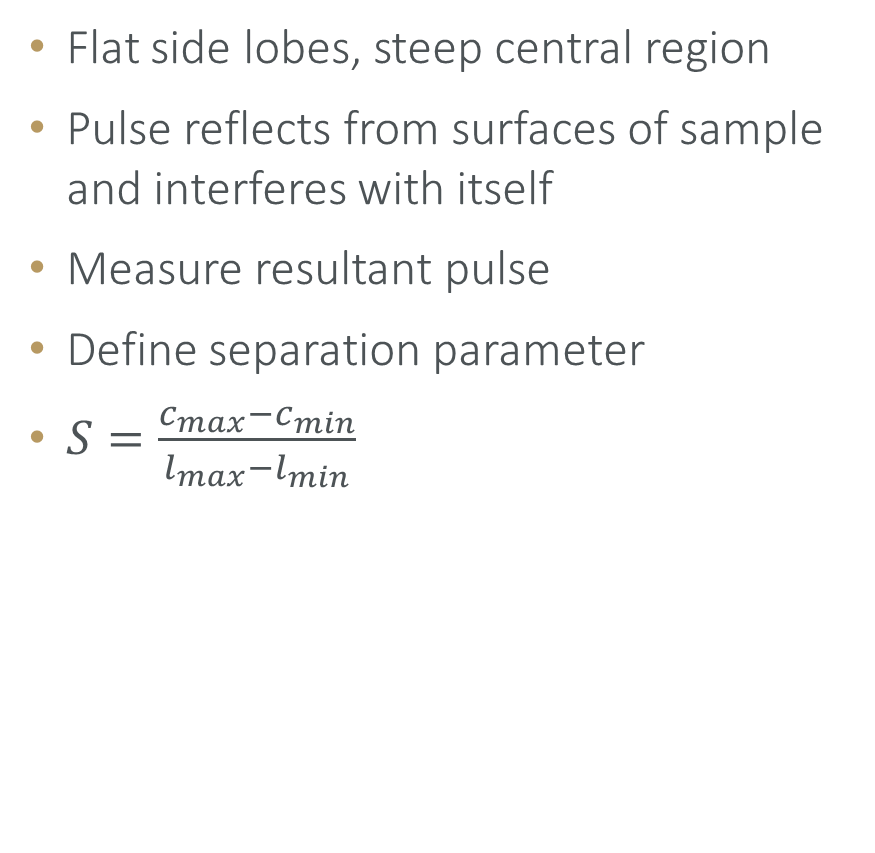 • Flat side lobes, steep central region
• Pulse reflects from surfaces of sample
and interferes with itself
• Measure resultant pulse
• Define separation parameter
• S = \frac{c_{max}-c_{min}}{l_{max}-l_{min}}